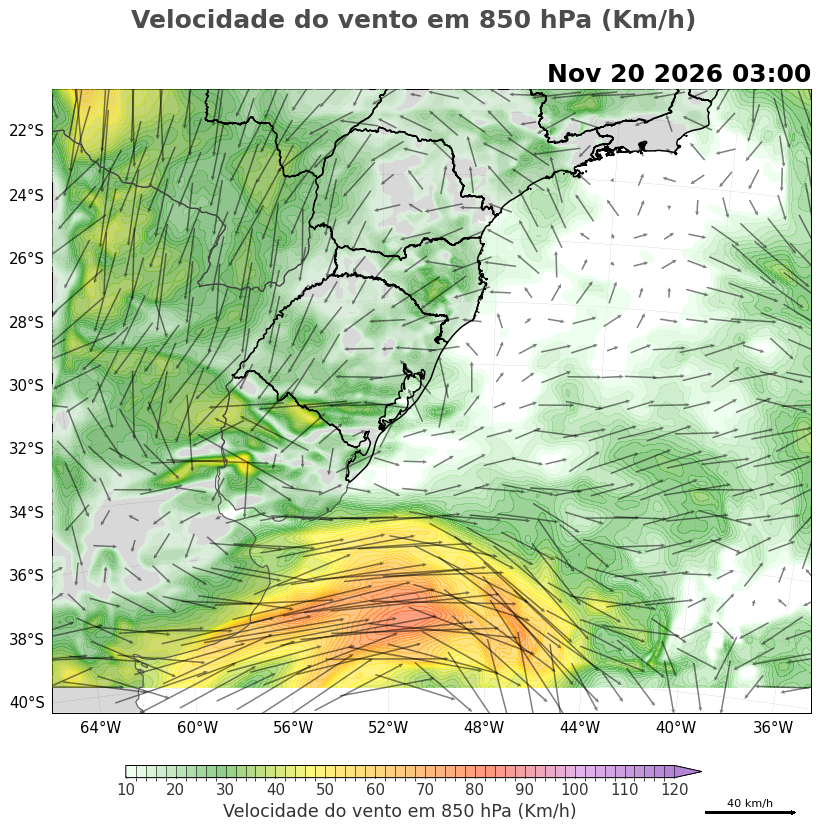 Velocidade do vento em 850 hPa (Km/h)
Nov 20 2026 03:00
22°S
24°S
26°S
28°S
30°S
32°S
34°S
36°S
38°S
40°S
64°W 60°W 56°W 52°W 48°W 44°W 40°W 36°W
10 20 30 40 50 60 70 80 90 100 110 120
Velocidade do vento em 850 hPa (Km/h)
40 km/h